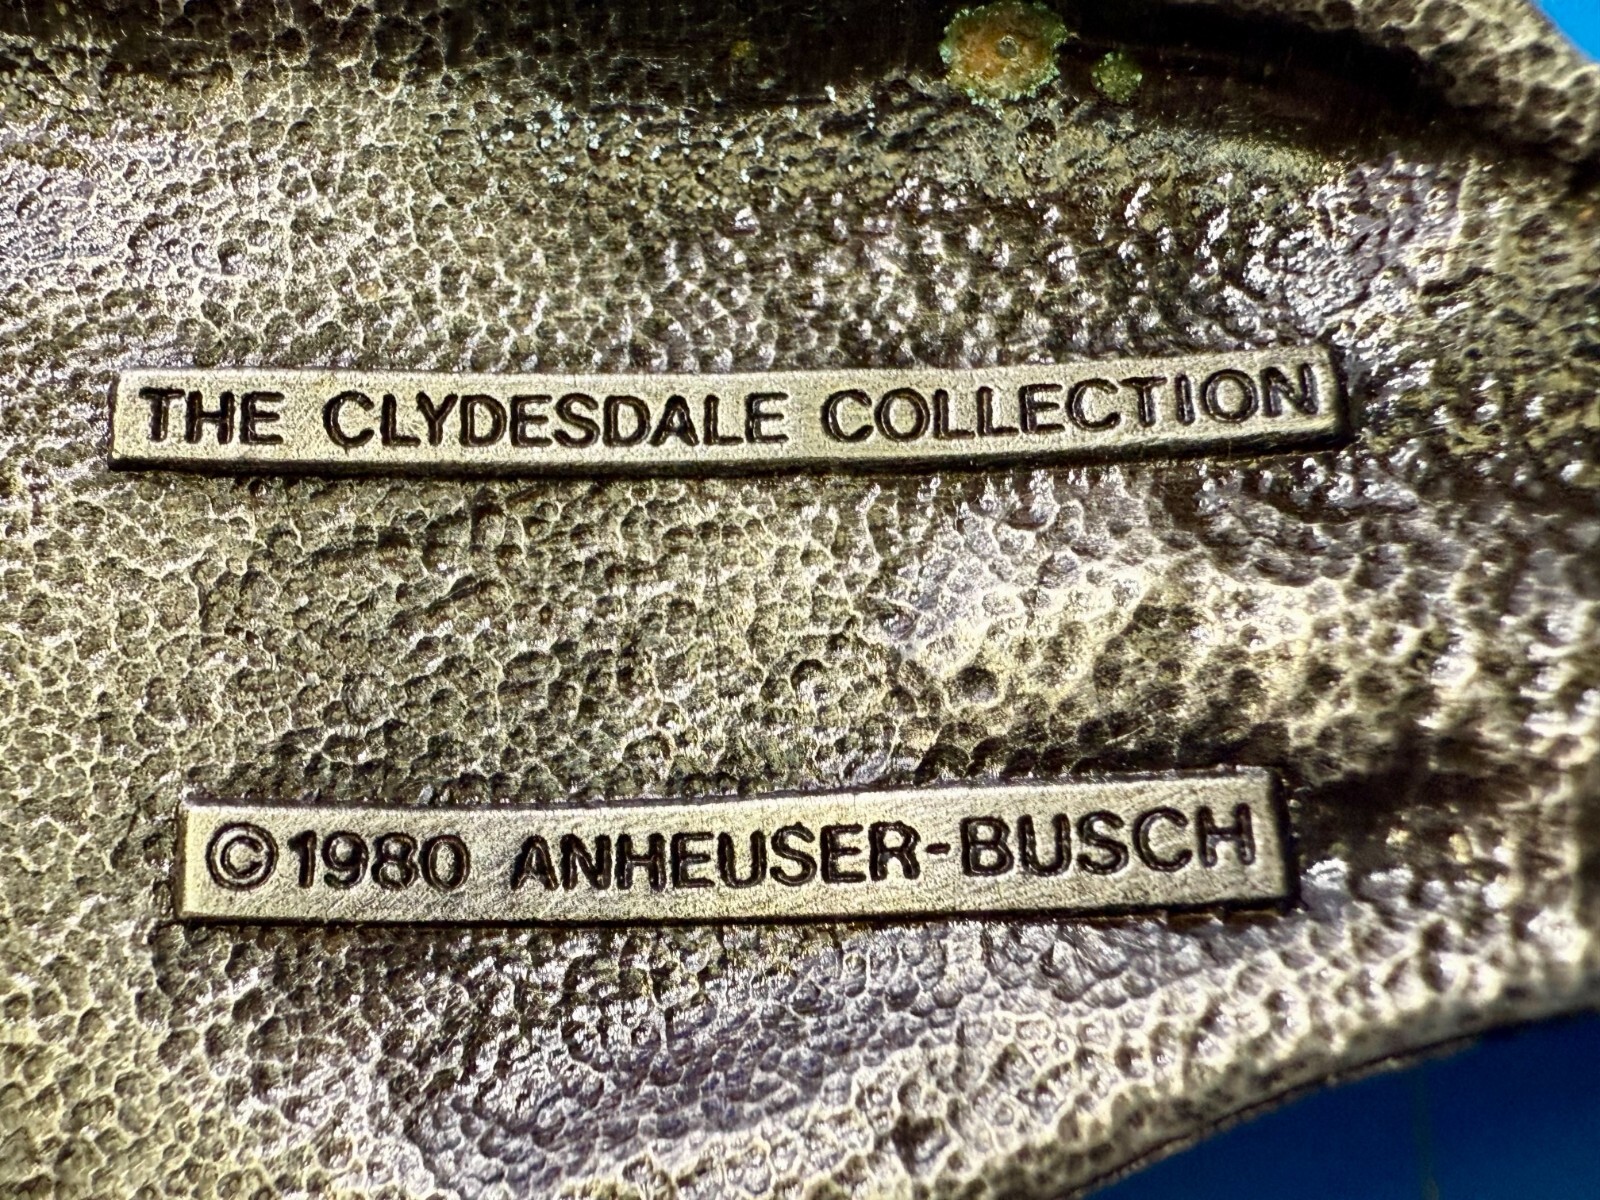 THE CLYDESDALE COLLECTION
©1980 ANHEUSER-BUSCH